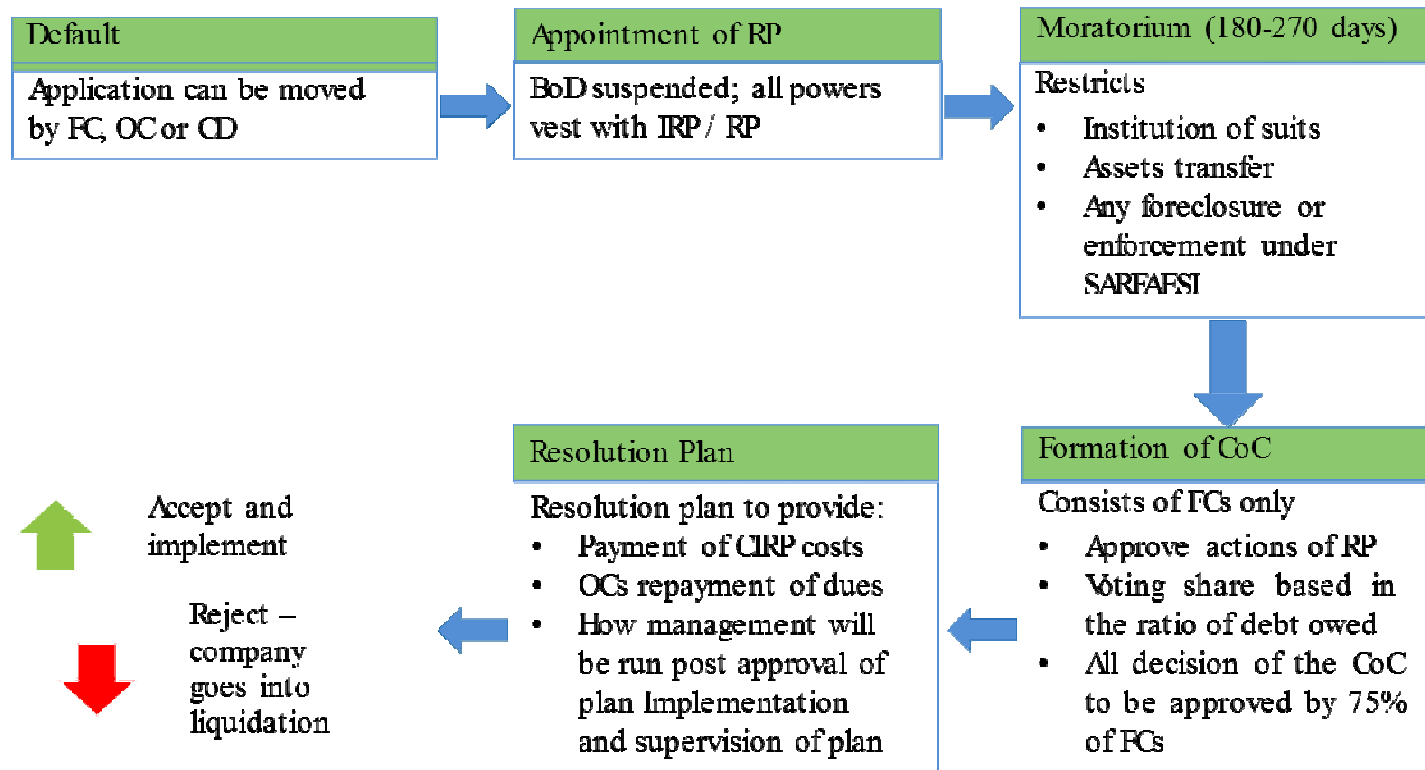 Default
Application can be moved
by FC, OC or CD
Appointment of RP
BoD suspended; all powers
vest with IRP / RP
Moratorium (180-270 days)
Restricts
• Institution of suits
• Assets transfer
• Any foreclosure or
enforcement under
SARFAESI
Formation of CoC
Consists of FCs only
• Approve actions of RP
• Voting share based in
the ratio of debt owed
• All decision of the CoC
to be approved by 75%
of FCs
Resolution Plan
Resolution plan to provide:
• Payment of CIRP costs
• OCs repayment of dues
• How management will
be run post approval of
plan Implementation
and supervision of plan
Accept and
implement
Reject –
company
goes into
liquidation